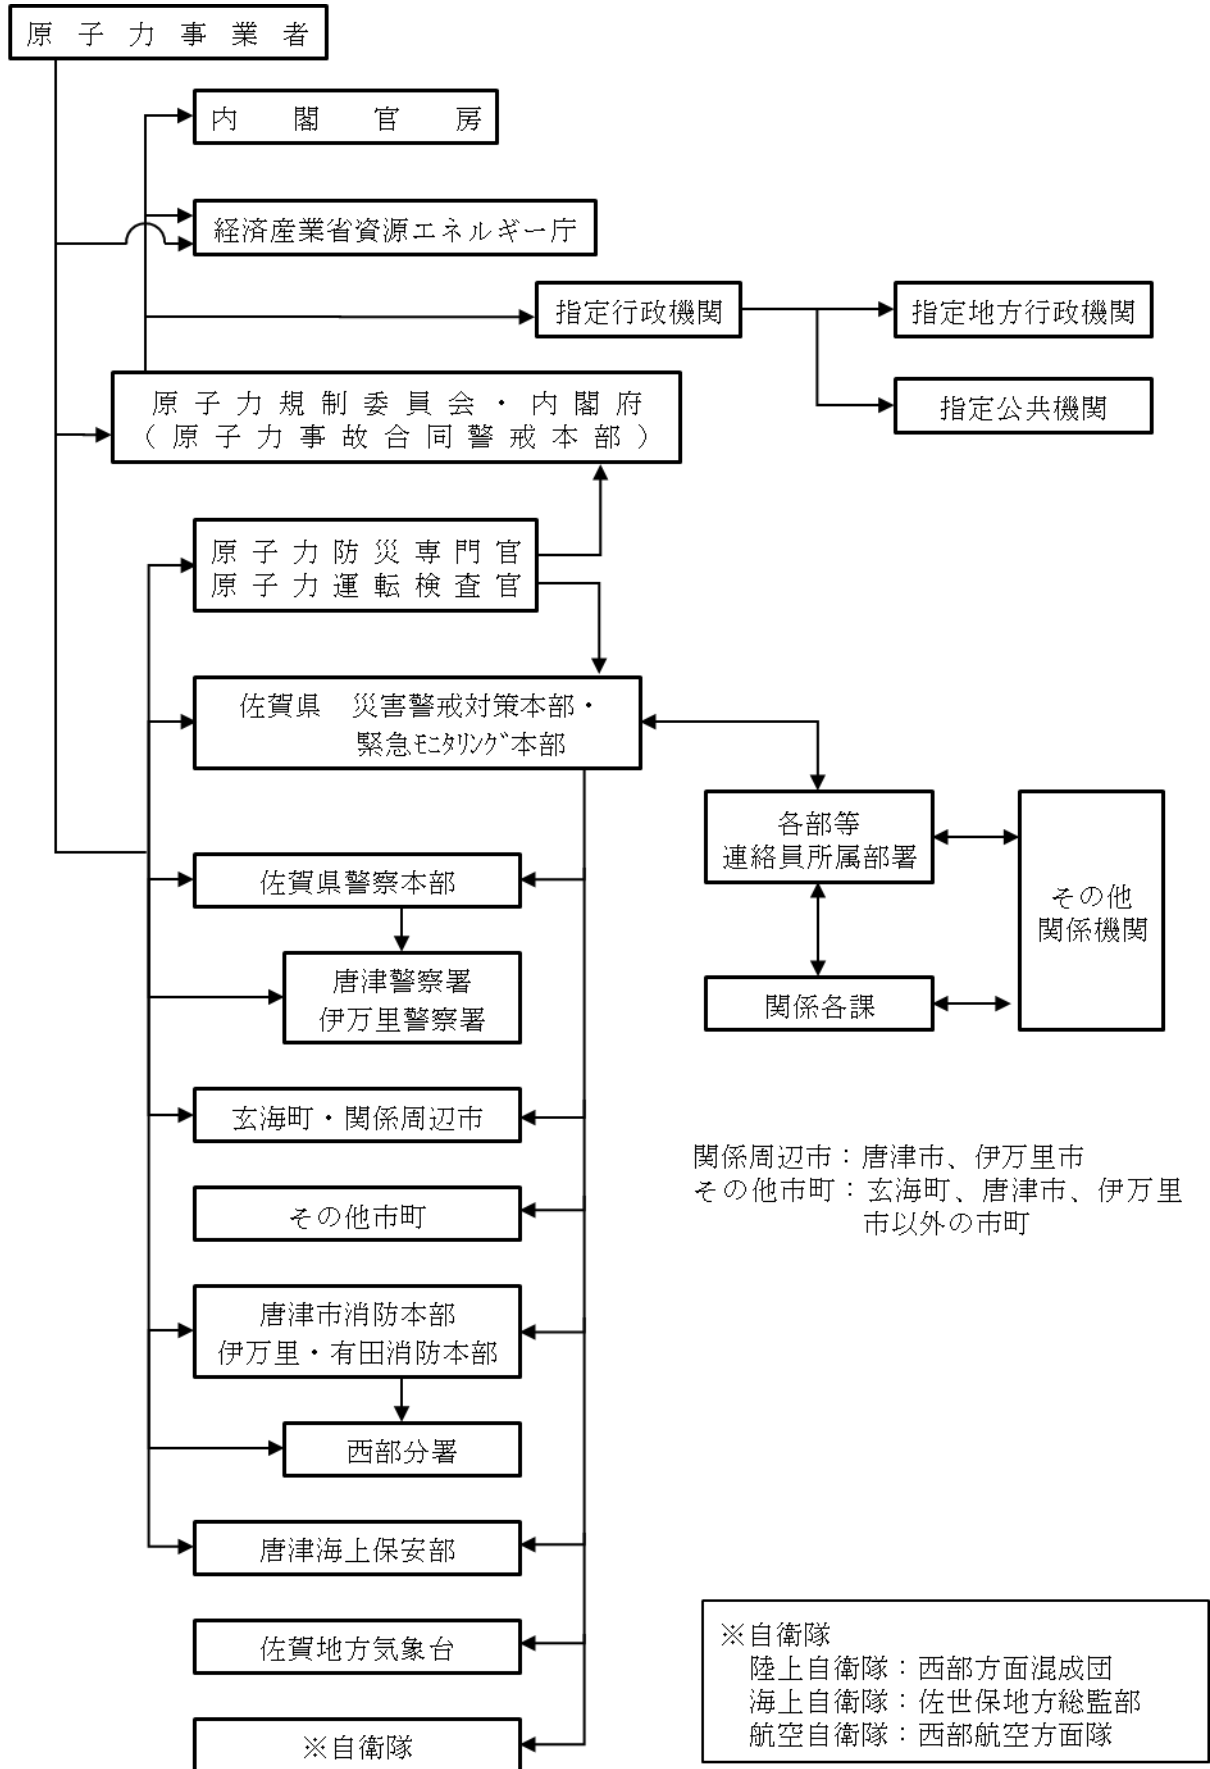 原子力事業者
内閣官房
経済産業省資源エネルギー庁
指定行政機関
指定地方行政機関
指定公共機関
原子力規制委員会・内閣府
（原子力事故合同警戒本部）
原子力防災専門官
原子力運転検査官
佐賀県　災害警戒対策本部・
緊急ﾓﾆﾀﾘﾝｸﾞ本部
各部等
連絡員所属部署
その他
関係機関
関係各課
佐賀県警察本部
唐津警察署
伊万里警察署
玄海町・関係周辺市
その他市町
関係周辺市：唐津市、伊万里市
その他市町：玄海町、唐津市、伊万里
市以外の市町
唐津市消防本部
伊万里・有田消防本部
西部分署
唐津海上保安部
佐賀地方気象台
※自衛隊
※自衛隊
陸上自衛隊：西部方面混成団
海上自衛隊：佐世保地方総監部
航空自衛隊：西部航空方面隊